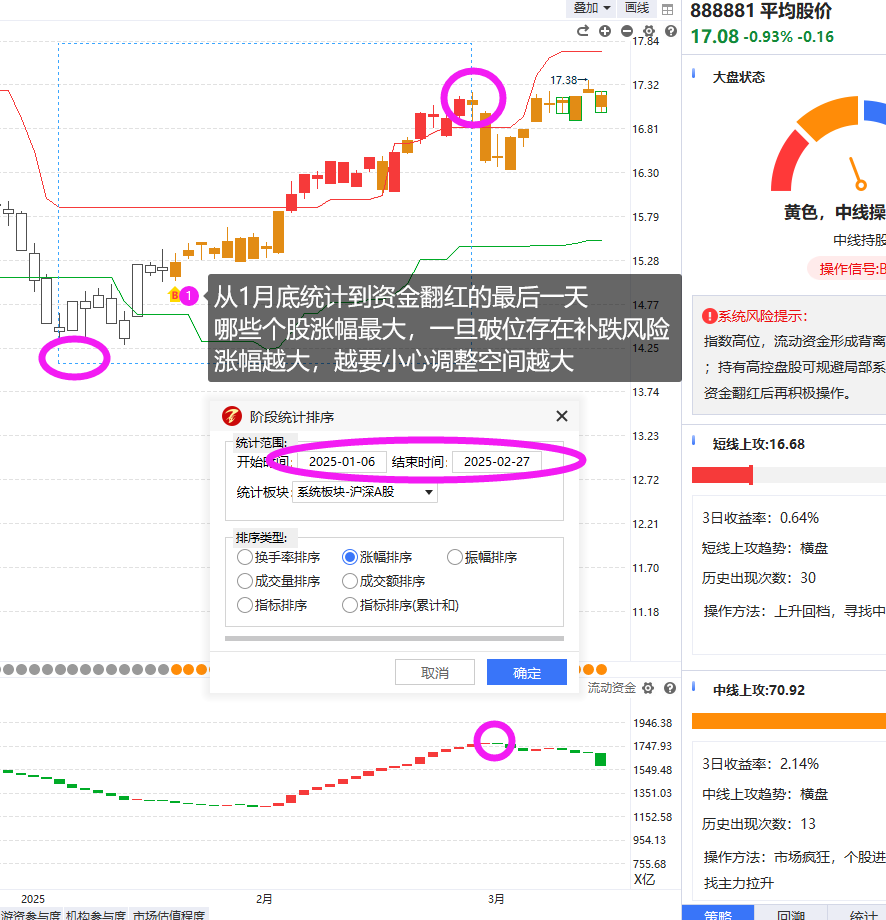 叠加 画线
888881 平均股价
17.08 -0.93% -0.16
大盘状态
黄色，中线操
中线持股
操作信号:B
系统风险提示：
指数高位，流动资金形成背离
；持有高控盘股可规避局部系
资金翻红后再积极操作。
短线上攻:16.68
3日收益率：0.64%
短线上攻趋势：横盘
历史出现次数：30
操作方法：上升回档，寻找中
中线上攻:70.92
3日收益率：2.14%
中线上攻趋势：横盘
历史出现次数：13
操作方法：市场疯狂，个股进
找主力拉升
策略 回溯 统计
17.84
17.32
16.81
16.30
15.79
15.28
14.77
14.25
13.74
13.23
12.72
12.21
11.70
11.18
17.38→
B 1
从1月底统计到资金翻红的最后一天
哪些个股涨幅最大，一旦破位存在补跌风险
涨幅越大，越要小心调整空间越大
阶段统计排序
统计范围:
开始时间: 2025-01-06 结束时间: 2025-02-27
统计板块: 系统板块-沪深A股
排序类型:
换手率排序 涨幅排序 振幅排序
成交量排序 成交额排序
指标排序 指标排序(累计和)
取消 确定
流动资金
1946.38
1747.93
1549.48
1351.03
1152.58
954.13
755.68
X亿
2025 2月 3月
游资参与度 机构参与度 市场估值程度